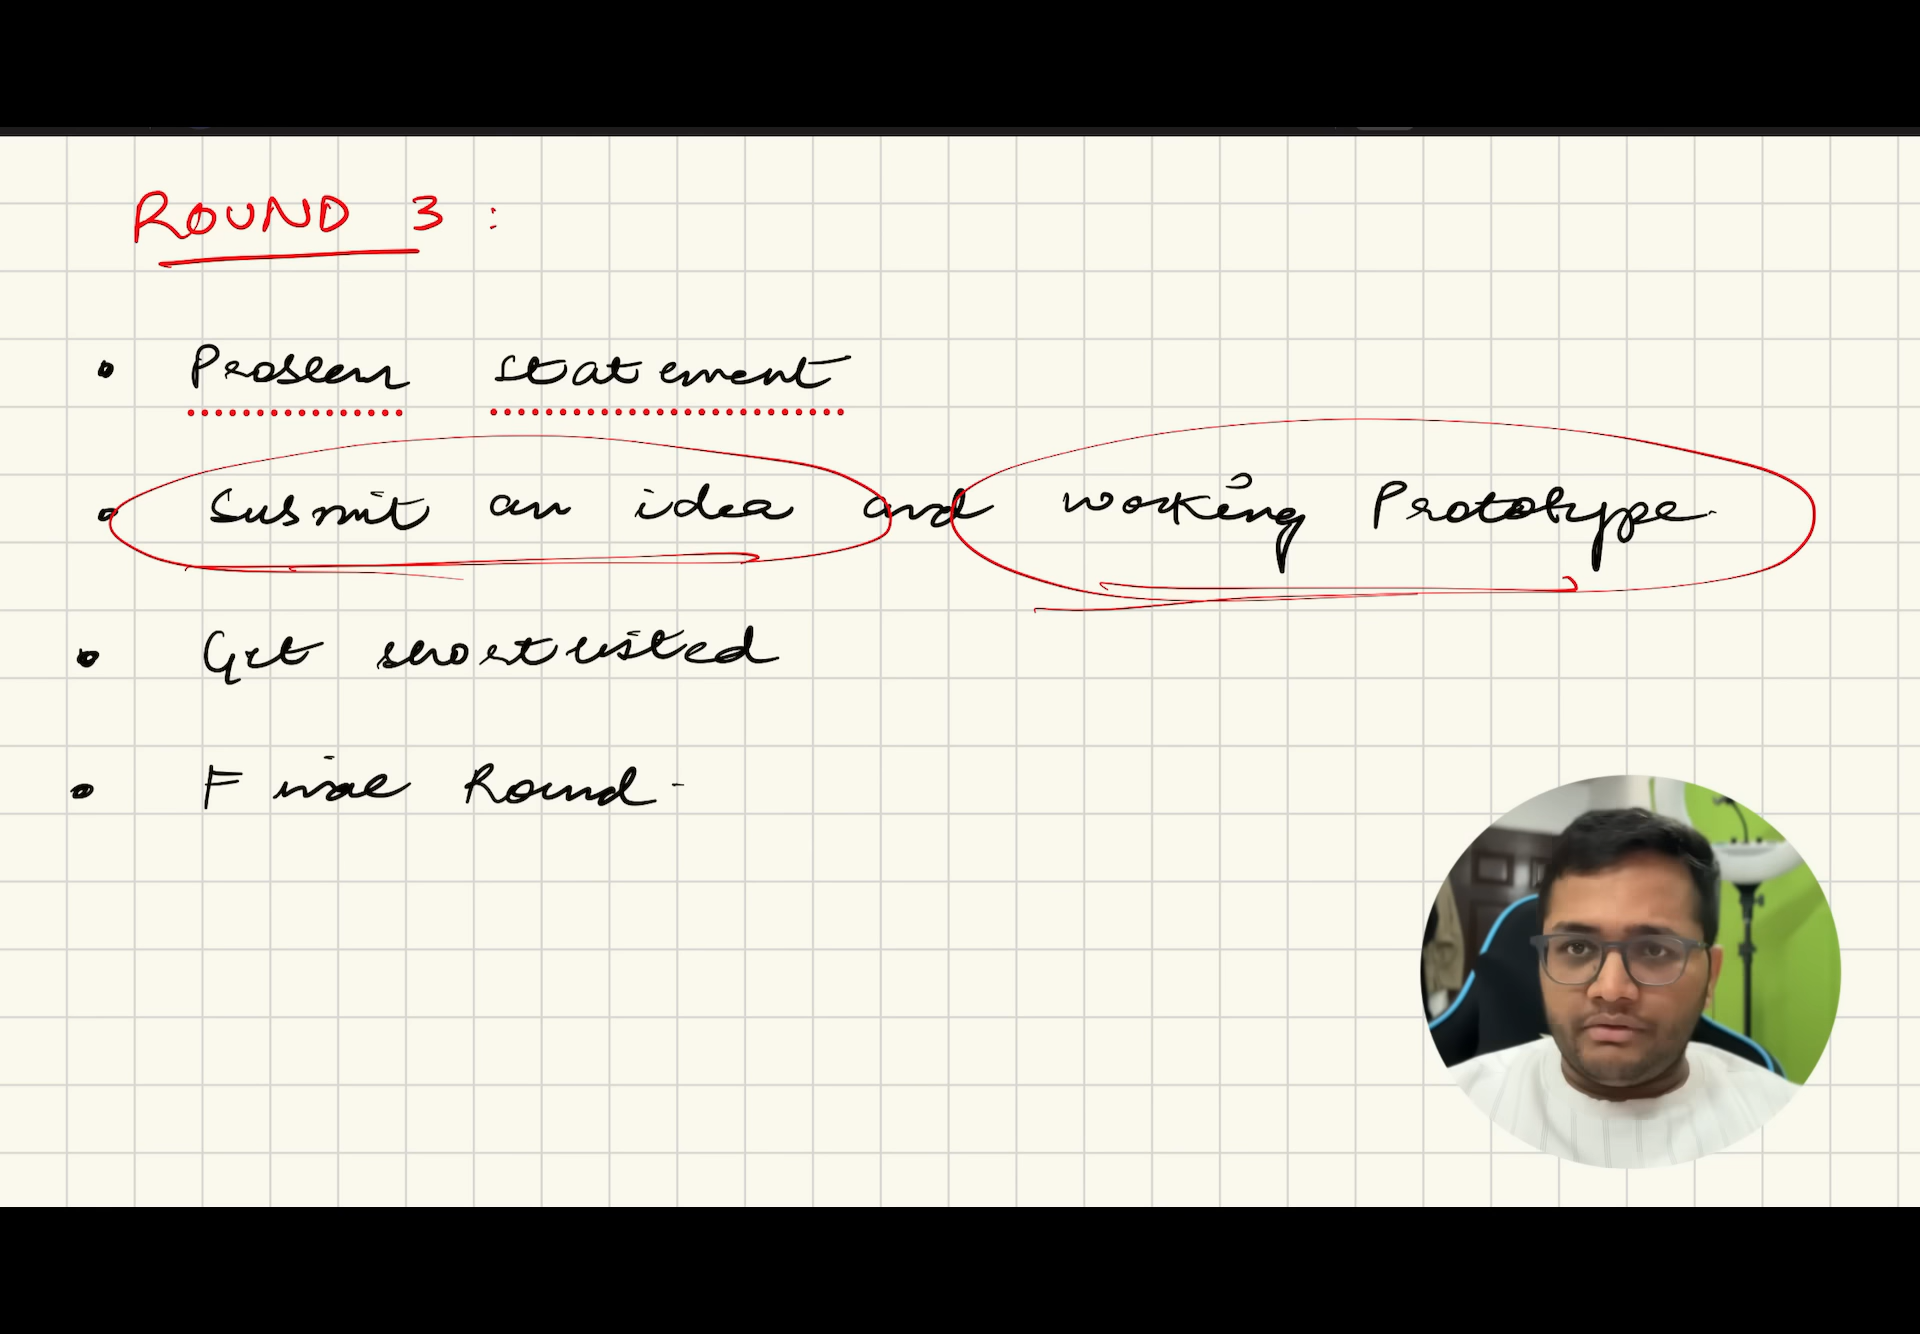 ROUND 3 :
• Problem statement
• Submit an idea and working Prototype.
• Get shortlisted
• Final Round.